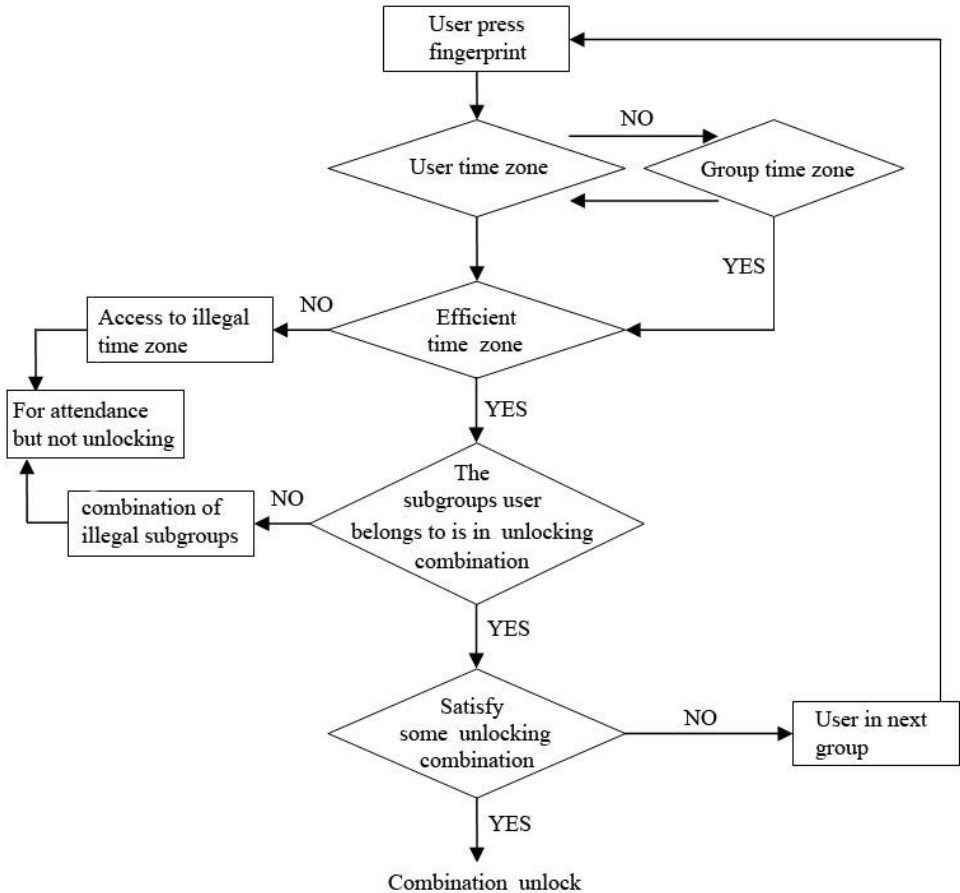 User press
fingerprint
NO
User time zone
Group time zone
YES
NO
Access to illegal
time zone
Efficient
time zone
YES
For attendance
but not unlocking
The
subgroups user
belongs to is in unlocking
combination
NO
combination of
illegal subgroups
YES
Satisfy
some unlocking
combination
NO
User in next
group
YES
Combination unlock